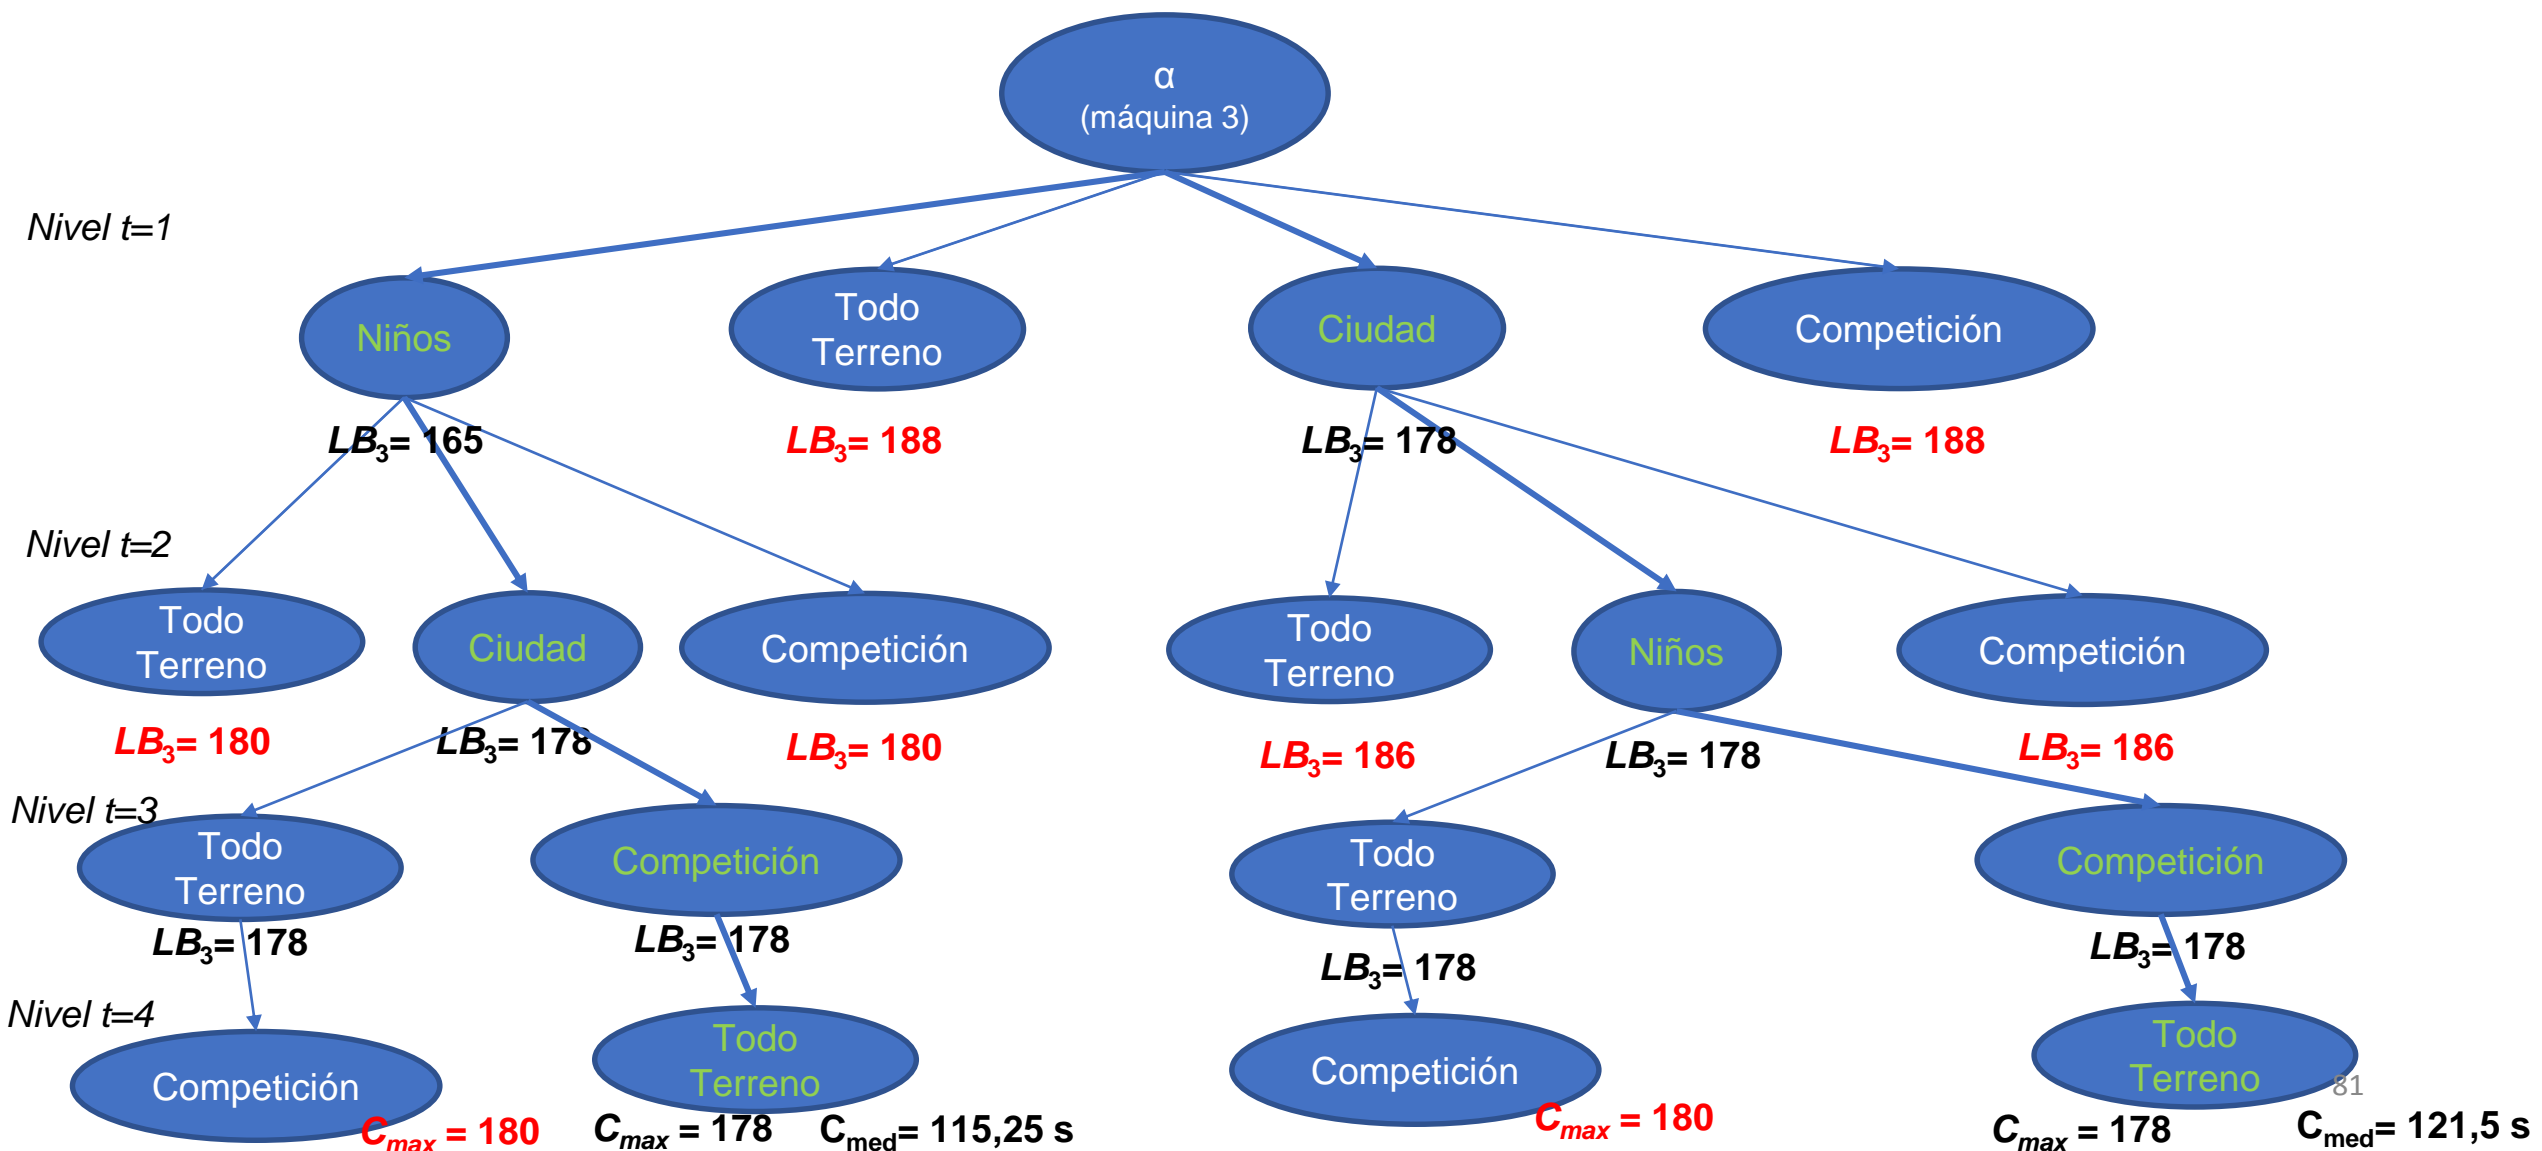 α
(máquina 3)
Nivel t=1
Niños
Todo
Terreno
Ciudad
Competición
LB3= 165
LB3= 188
LB3= 178
LB3= 188
Nivel t=2
Todo
Terreno
Ciudad
Competición
Todo
Terreno
Niños
Competición
LB3= 180
LB3= 178
LB3= 180
LB3= 186
LB3= 178
LB3= 186
Nivel t=3
Todo
Terreno
Competición
Todo
Terreno
Competición
LB3= 178
LB3= 178
LB3= 178
LB3= 178
Nivel t=4
Competición
Todo
Terreno
Competición
Todo
Terreno
81
Cmax = 180
Cmax = 178
Cmed= 115,25 s
Cmax = 180
Cmax = 178
Cmed= 121,5 s